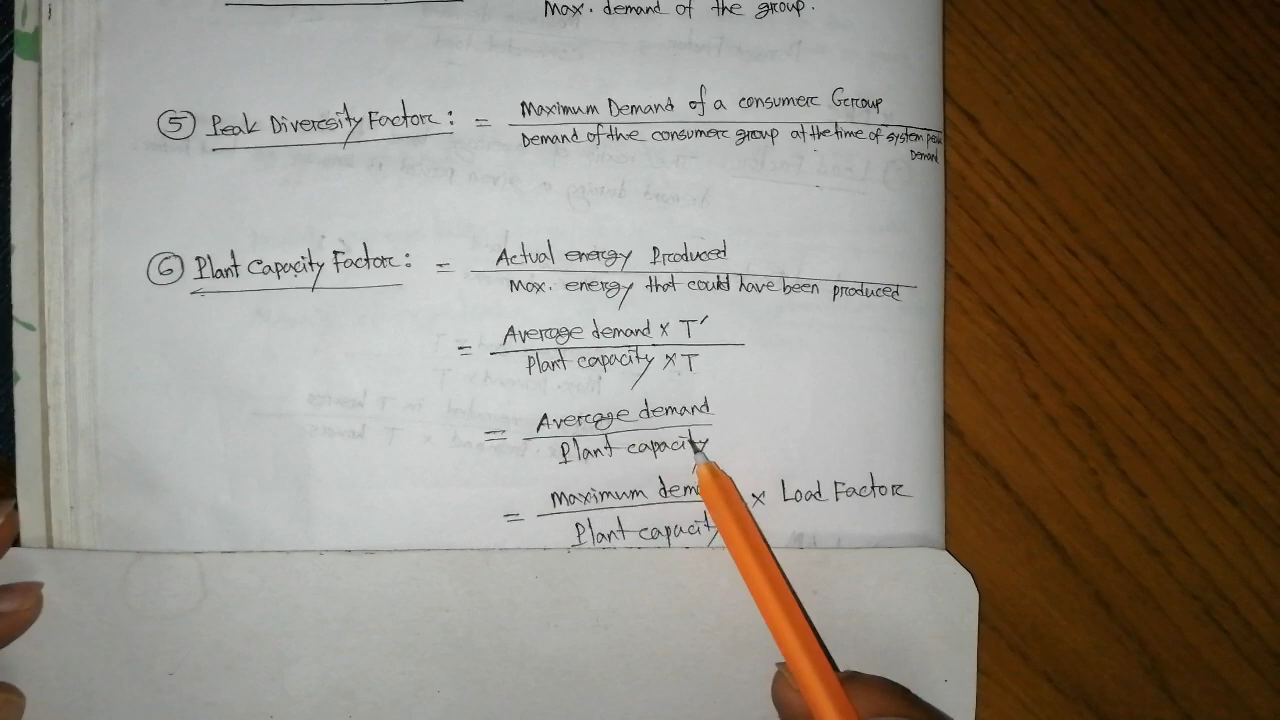 Max. demand of the group.
⑤ Peak Diversity Factor: = Maximum Demand of a consumer Group
Demand of the consumer group at the time of system peak
Demand
⑥ Plant Capacity Factor: = Actual energy Produced
Max. energy that could have been produced
= Average demand × T'
Plant capacity × T
= Average demand
Plant capacity
= Maximum dem × Load Factor
Plant capacity